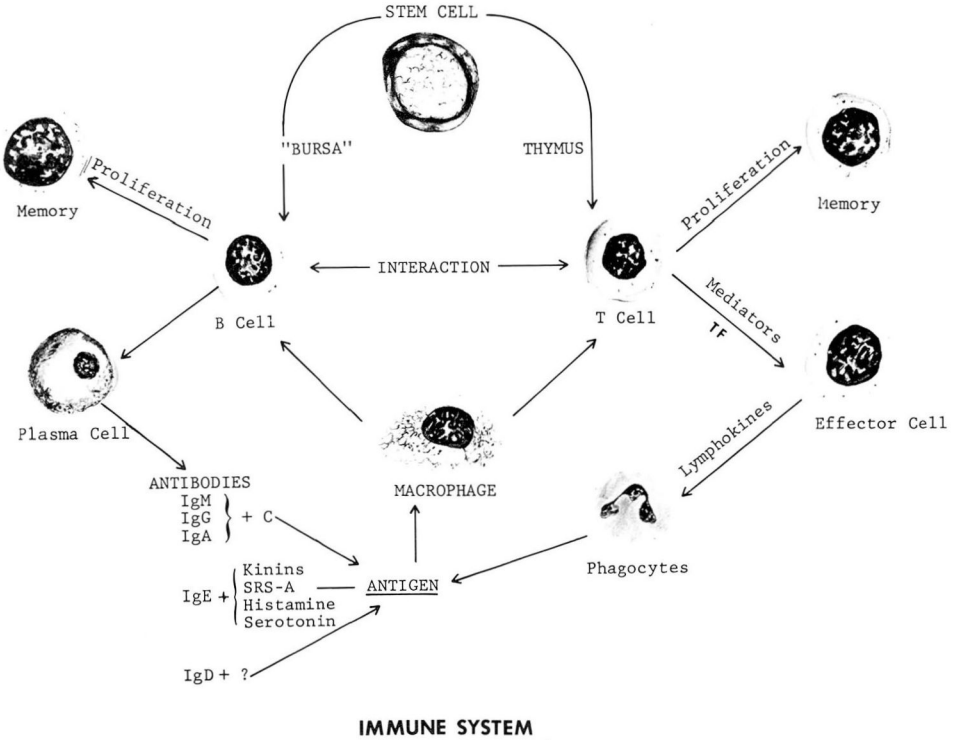 STEM CELL
"BURSA"
THYMUS
Proliferation
Memory
Proliferation
Memory
INTERACTION
B Cell
T Cell
Mediators
TF
Plasma Cell
Effector Cell
Lymphokines
MACROPHAGE
Phagocytes
ANTIBODIES
IgM
IgG
IgA
+ C
Kinins
SRS-A
Histamine
Serotonin
IgE +
ANTIGEN
IgD + ?
IMMUNE SYSTEM